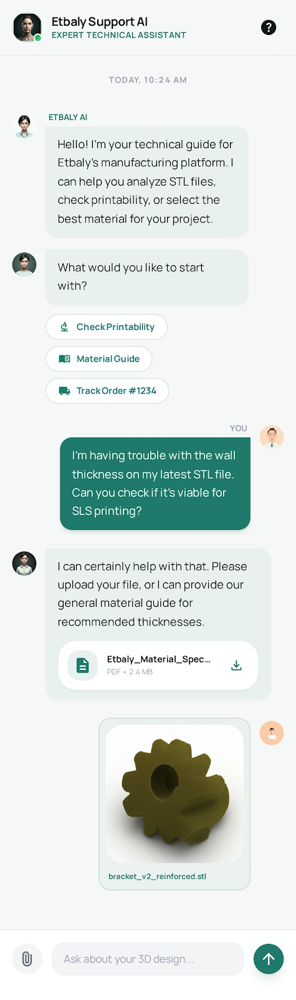 Etbaly Support AI
EXPERT TECHNICAL ASSISTANT
?
TODAY, 10:24 AM
ETBALY AI
Hello! I'm your technical guide for
Etbaly's manufacturing platform. I
can help you analyze STL files,
check printability, or select the
best material for your project.
What would you like to start
with?
Check Printability
Material Guide
Track Order #1234
YOU
I'm having trouble with the wall
thickness on my latest STL file.
Can you check if it's viable for
SLS printing?
I can certainly help with that. Please
upload your file, or I can provide our
general material guide for
recommended thicknesses.
Etbaly_Material_Spec...
PDF • 2.4 MB
bracket_v2_reinforced.stl
Ask about your 3D design...